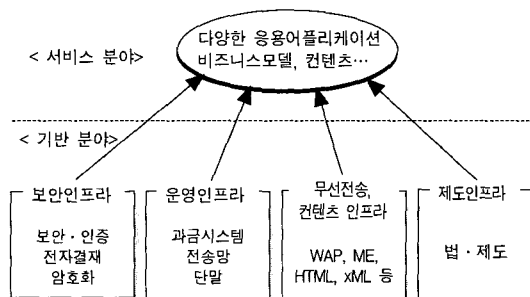 다양한 응용어플리케이션
< 서비스 분야>
비즈니스모델, 컨텐츠…
< 기반 분야>
보안인프라
보안 · 인증
전자결재
암호화
운영인프라
과금시스템
전송망
단말
무선전송,
컨텐츠 인프라
WAP, ME,
HTML, xML 등
제도인프라
법 · 제도